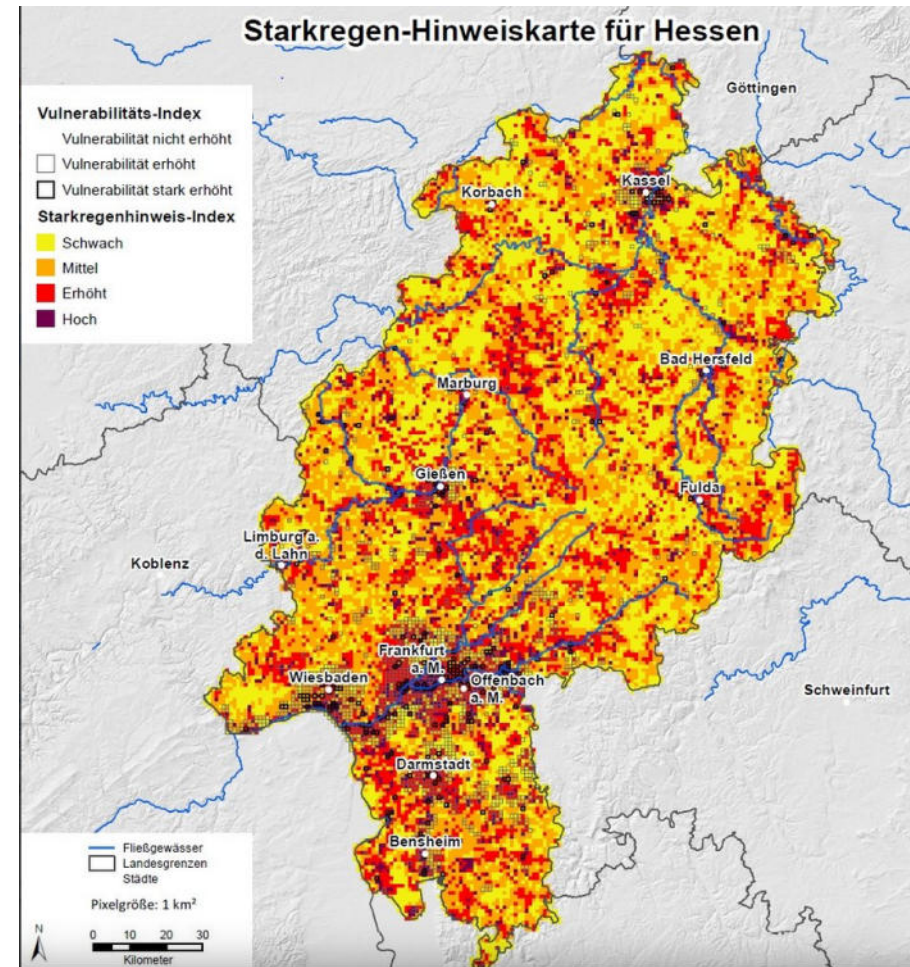 Starkregen-Hinweiskarte für Hessen
Vulnerabilitäts-Index
Vulnerabilität nicht erhöht
Vulnerabilität erhöht
Vulnerabilität stark erhöht
Starkregenhinweis-Index
Schwach
Mittel
Erhöht
Hoch
Göttingen
Kassel
Korbach
Bad Hersfeld
Marburg
Gießen
Fulda
Limburg a.
d. Lahn
Koblenz
Frankfurt
a. M.
Wiesbaden
Offenbach
a. M.
Schweinfurt
Darmstadt
Bensheim
Fließgewässer
Landesgrenzen
Städte
Pixelgröße: 1 km²
N
0 10 20 30
Kilometer